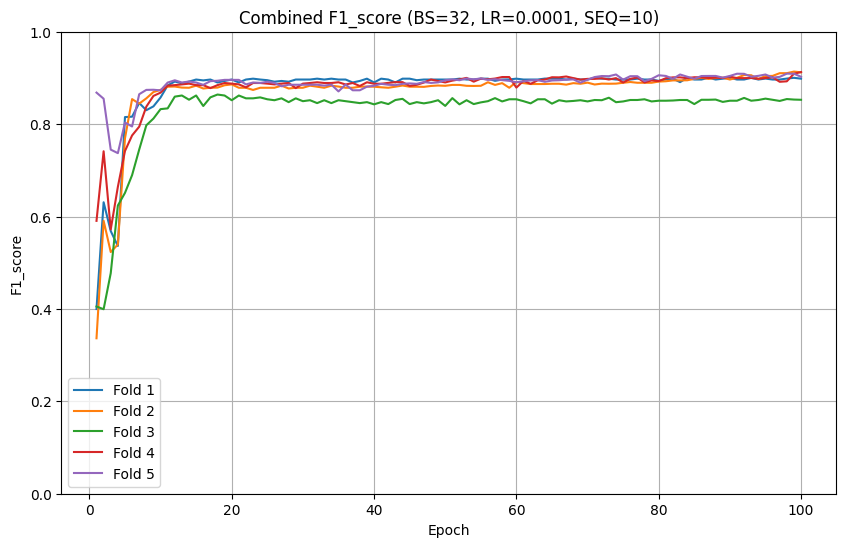 Combined F1_score (BS=32, LR=0.0001, SEQ=10)
F1_score
1.0
0.8
0.6
0.4
0.2
0.0
Fold 1
Fold 2
Fold 3
Fold 4
Fold 5
0 20 40 60 80 100
Epoch